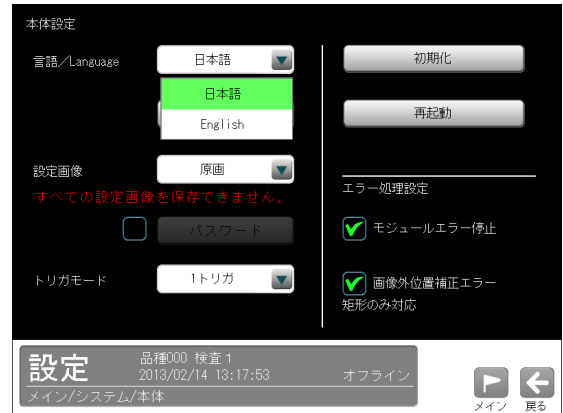 本体設定
言語／Language
日本語
日本語
English
設定画像
原画
すべての設定画像を保存できません。
パスワード
トリガモード
1トリガ
初期化
再起動
エラー処理設定
モジュールエラー停止
画像外位置補正エラー
矩形のみ対応
設定
品種000 検査1
2013/02/14 13:17:53
オフライン
メイン/システム/本体
メイン
戻る